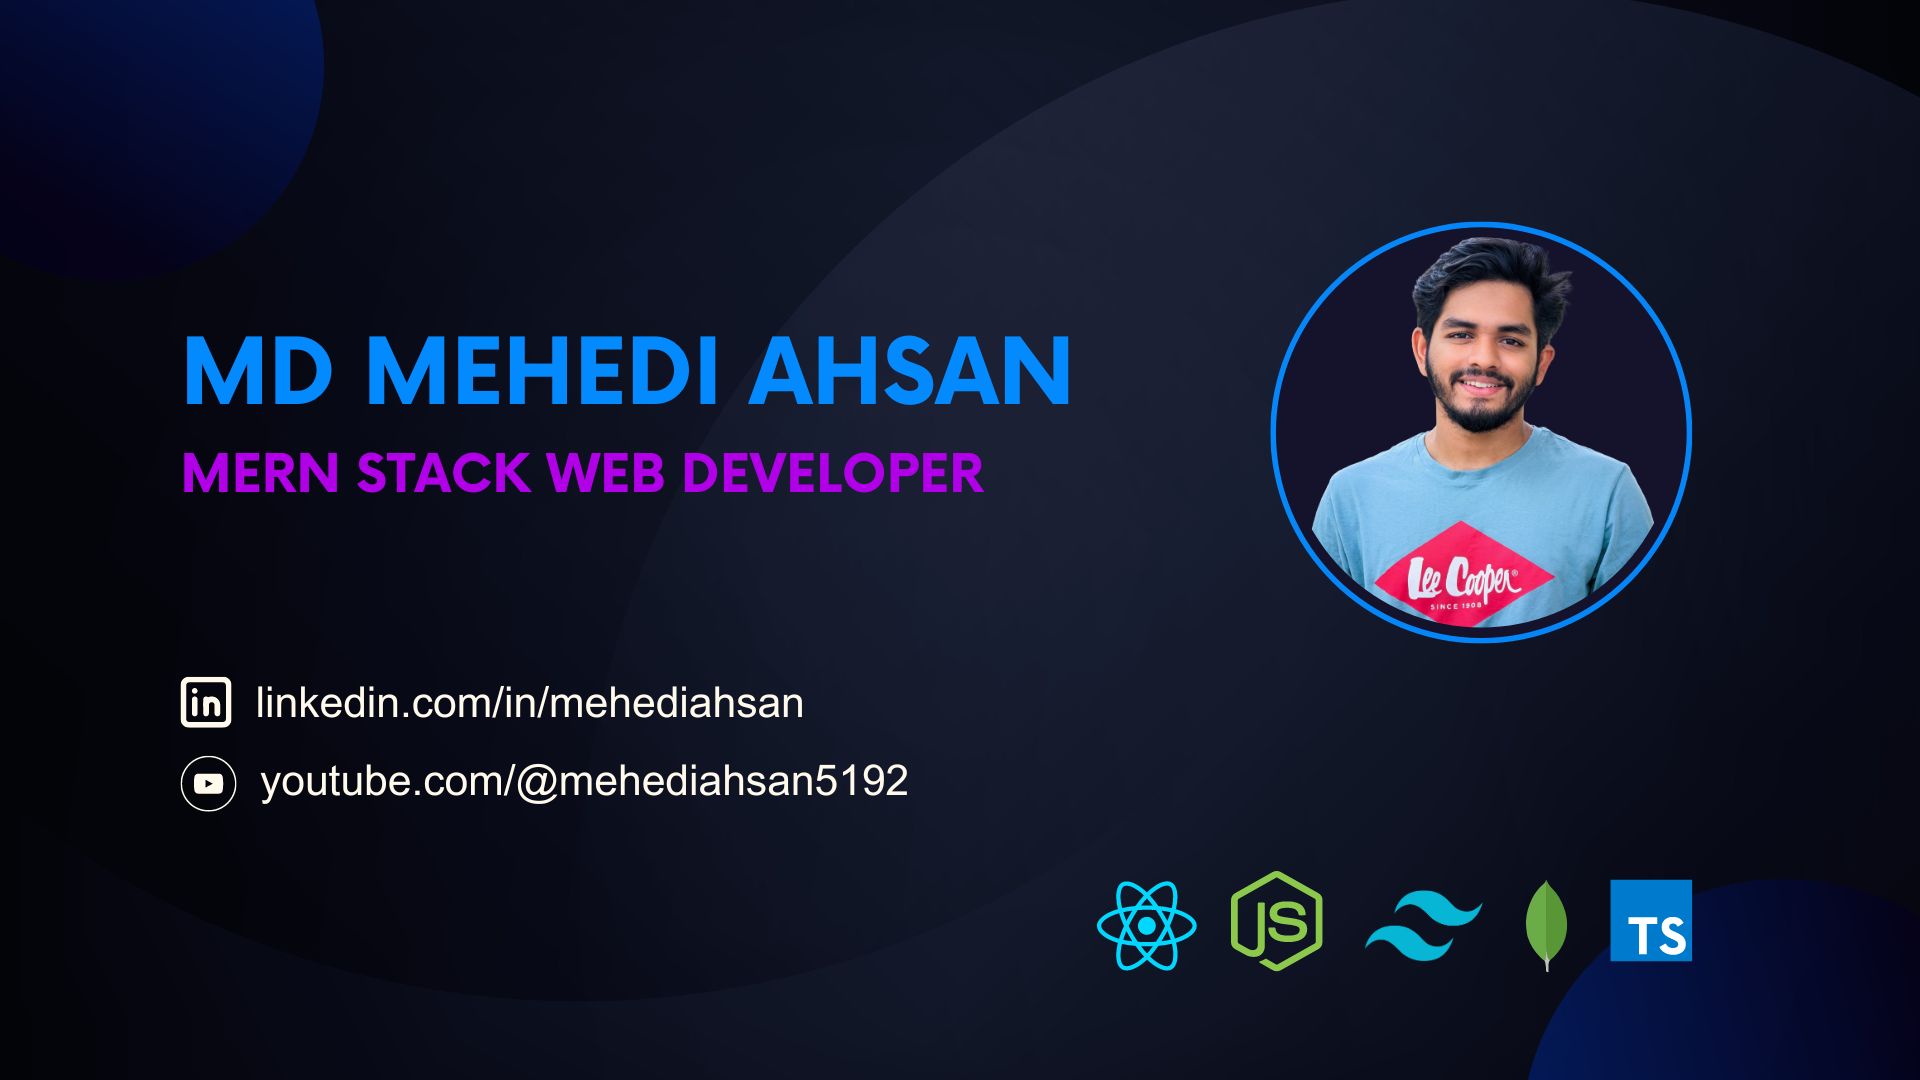 MD MEHEDI AHSAN
MERN STACK WEB DEVELOPER
Lee Cooper®
SINCE 1908
in linkedin.com/in/mehediahsan
youtube.com/@mehediahsan5192
JS
TS